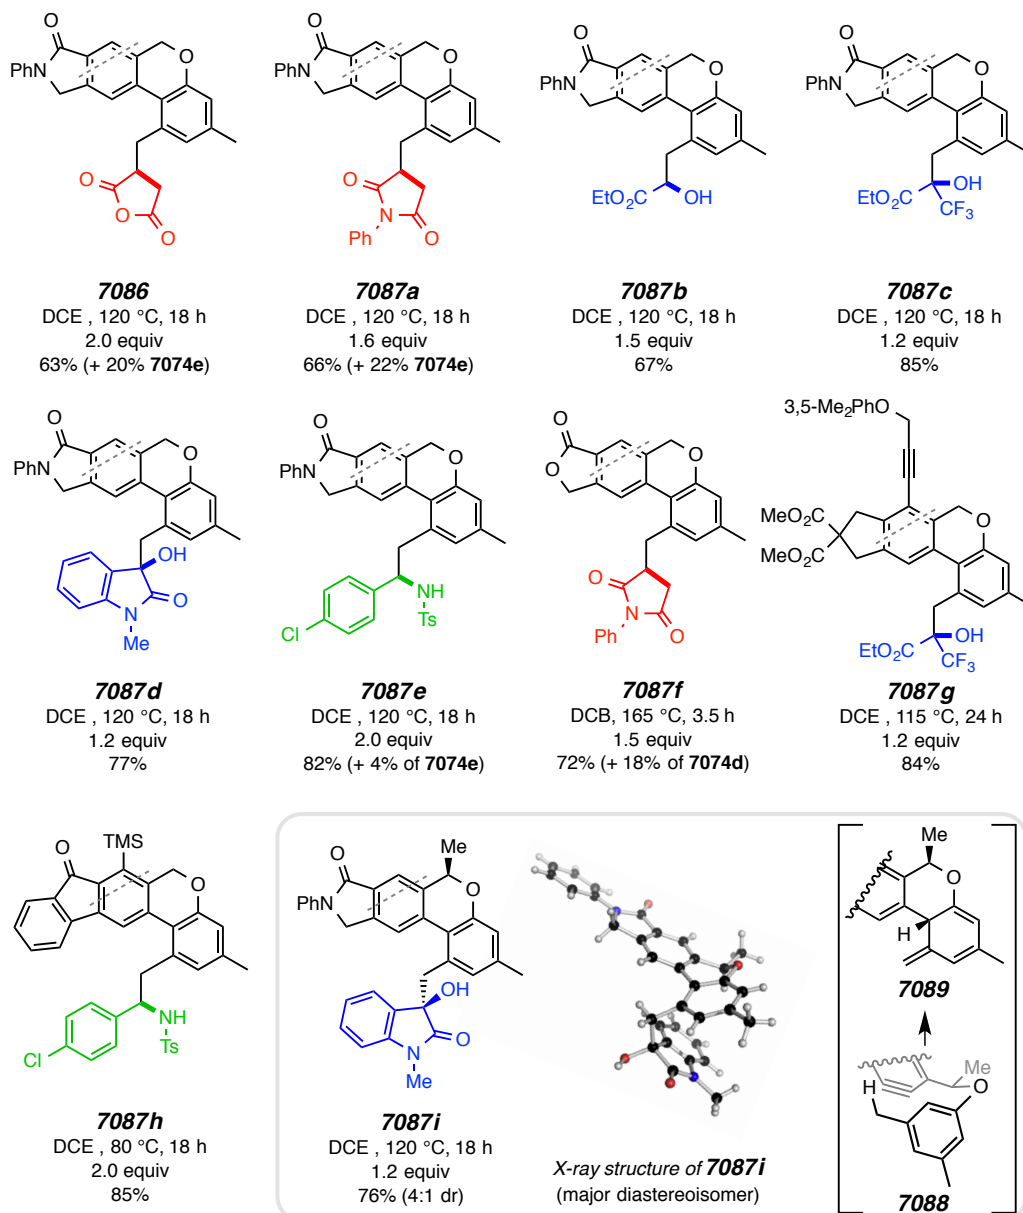 O
O
PhN
O
O
O
7086
DCE , 120 °C, 18 h
2.0 equiv
63% (+ 20% 7074e)
O
O
PhN
O
N
Ph
O
7087a
DCE , 120 °C, 18 h
1.6 equiv
66% (+ 22% 7074e)
O
O
PhN
EtO2C
OH
7087b
DCE , 120 °C, 18 h
1.5 equiv
67%
O
O
PhN
OH
EtO2C
CF3
7087c
DCE , 120 °C, 18 h
1.2 equiv
85%
O
O
PhN
OH
O
N
Me
7087d
DCE , 120 °C, 18 h
1.2 equiv
77%
O
O
PhN
NH
Cl
Ts
7087e
DCE , 120 °C, 18 h
2.0 equiv
82% (+ 4% of 7074e)
O
O
O
O
N
Ph
O
7087f
DCB, 165 °C, 3.5 h
1.5 equiv
72% (+ 18% of 7074d)
3,5-Me2PhO
MeO2C
O
MeO2C
OH
EtO2C
CF3
7087g
DCE , 115 °C, 24 h
1.2 equiv
84%
TMS
O
O
NH
Cl
Ts
7087h
DCE , 80 °C, 18 h
2.0 equiv
85%
Me
O
O
PhN
OH
O
N
Me
7087i
DCE , 120 °C, 18 h
1.2 equiv
76% (4:1 dr)
X-ray structure of 7087i
(major diastereoisomer)
Me
O
H
7089
Me
H
O
7088